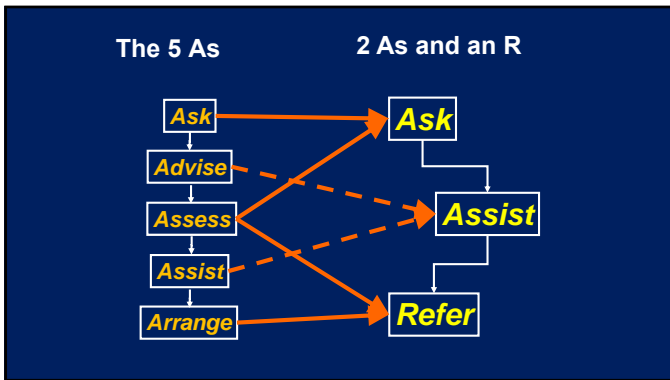 The 5 As
2 As and an R
Ask
Advise
Assess
Assist
Arrange
Ask
Assist
Refer